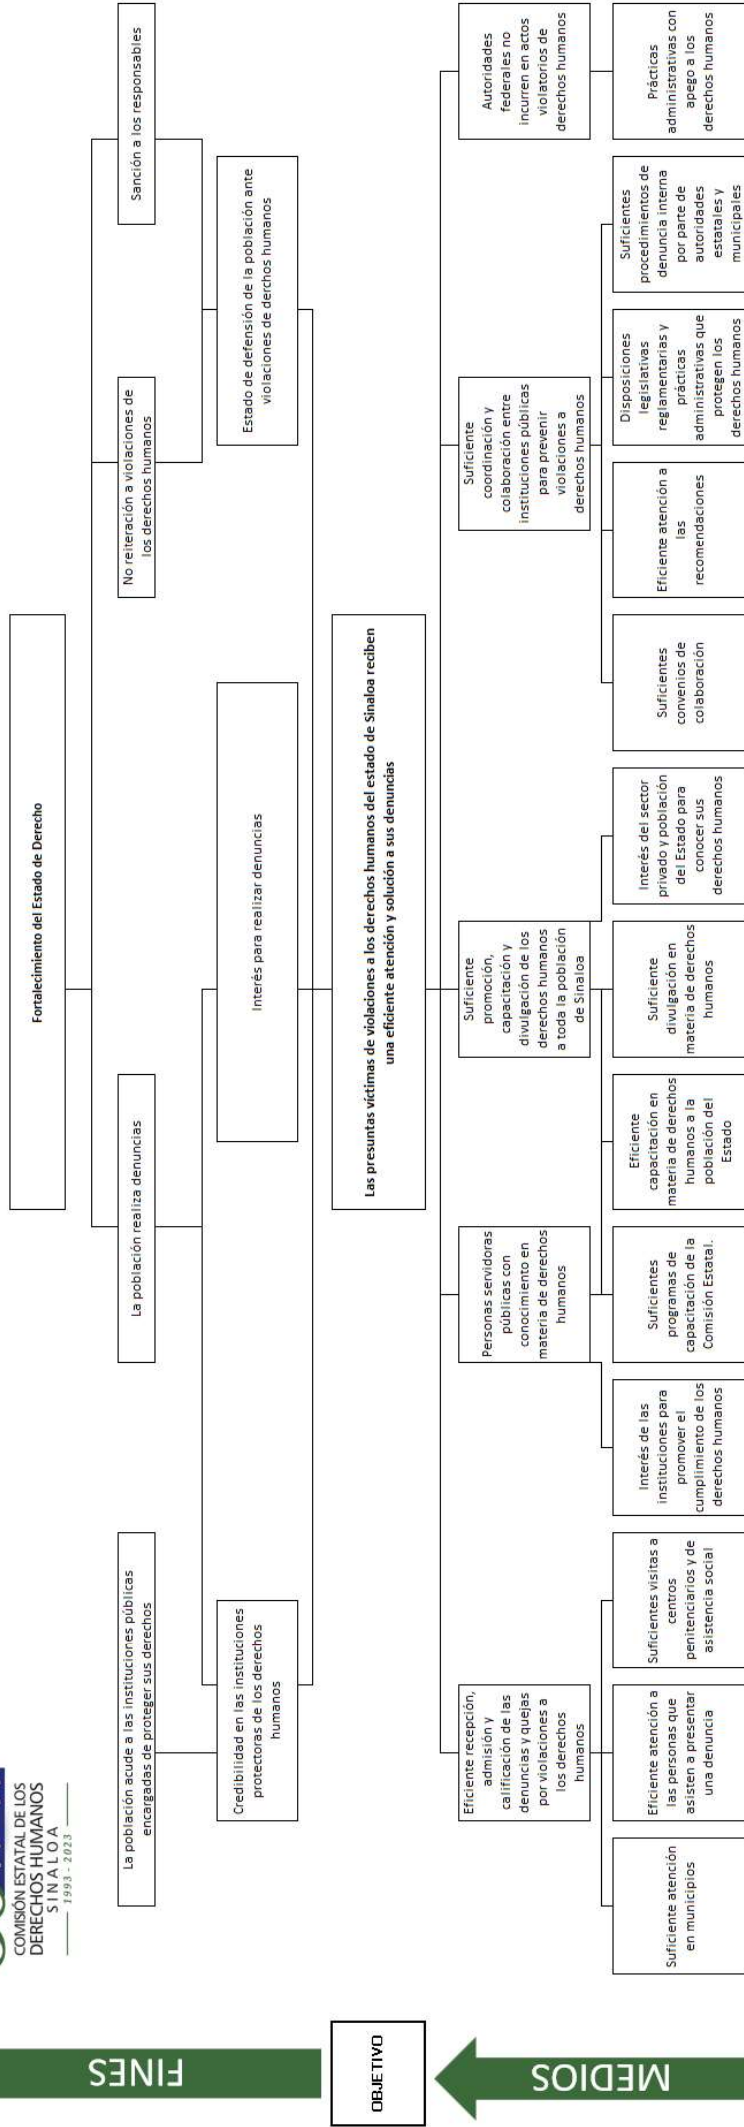 COMISIÓN ESTATAL DE LOS
DERECHOS HUMANOS
SINALOA
1993 - 2023
FINES
Fortalecimiento del Estado de Derecho
La población acude a las instituciones públicas
encargadas de proteger sus derechos
La población realiza denuncias
No reiteración a violaciones de
los derechos humanos
Sanción a los responsables
Credibilidad en las instituciones
protectoras de los derechos
humanos
Interés para realizar denuncias
Estado de defensión de la población ante
violaciones de derchos humanos
OBJETIVO
Las presuntas víctimas de violaciones a los derechos humanos del estado de Sinaloa reciben
una eficiente atención y solución a sus denuncias
MEDIOS
Eficiente recepción,
admisión y
calificación de las
denuncias y quejas
por violaciones a
los derechos
humanos
Personas servidoras
públicas con
conocimiento en
materia de derechos
humanos
Suficiente
promoción,
capacitación y
divulgación de los
derechos humanos
a toda la población
de Sinaloa
Suficiente
coordinación y
colaboración entre
instituciones públicas
para prevenir
violaciones a
derechos humanos
Autoridades
federales no
incurren en actos
violatorios de
derechos humanos
Suficiente atención
en municipios
Eficiente atención a
las personas que
asisten a presentar
una denuncia
Suficientes visitas a
centros
penitenciarios y de
asistencia social
Interés de las
instituciones para
promover el
cumplimiento de los
derechos humanos
Suficientes
programas de
capacitación de la
Comisión Estatal.
Eficiente
capacitación en
materia de derechos
humanos a la
población del
Estado
Suficiente
divulgación en
materia de derechos
humanos
Interés del sector
privado y población
del Estado para
conocer sus
derechos humanos
Suficientes
convenios de
colaboración
Eficiente atención a
las
recomendaciones
Disposiciones
legislativas
reglamentarias y
prácticas
administrativas que
protegen los
derechos humanos
Suficientes
procedimientos de
denuncia interna
por parte de
autoridades
estatales y
municipales
Prácticas
administrativas con
apego a los
derechos humanos